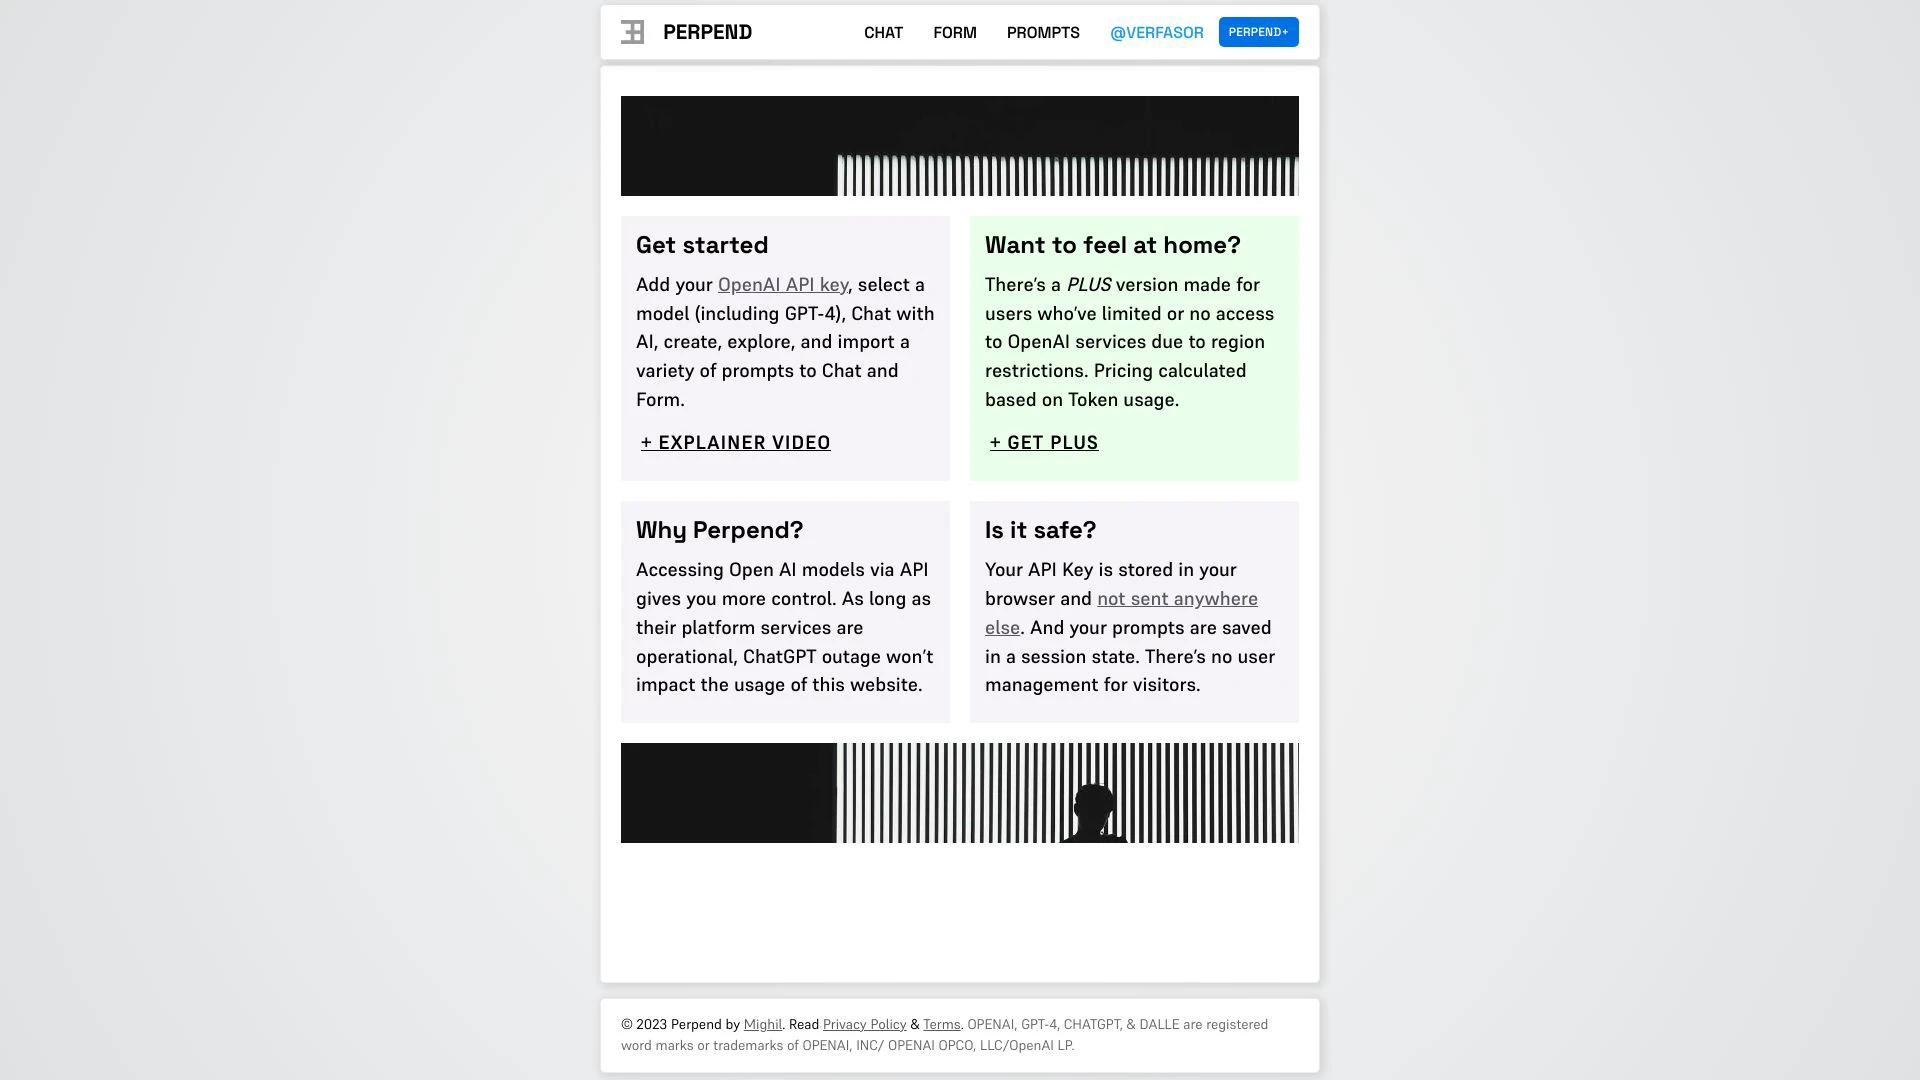 PERPEND
CHAT
FORM
PROMPTS
@VERFASOR
PERPEND+
Get started
Add your OpenAI API key, select a
model (including GPT-4), Chat with
AI, create, explore, and import a
variety of prompts to Chat and
Form.
+ EXPLAINER VIDEO
Want to feel at home?
There's a PLUS version made for
users who've limited or no access
to OpenAI services due to region
restrictions. Pricing calculated
based on Token usage.
+ GET PLUS
Why Perpend?
Accessing Open AI models via API
gives you more control. As long as
their platform services are
operational, ChatGPT outage won't
impact the usage of this website.
Is it safe?
Your API Key is stored in your
browser and not sent anywhere
else. And your prompts are saved
in a session state. There's no user
management for visitors.
© 2023 Perpend by Mighil. Read Privacy Policy & Terms. OPENAI, GPT-4, CHATGPT, & DALLE are registered
word marks or trademarks of OPENAI, INC/ OPENAI OPCO, LLC/OpenAI LP.